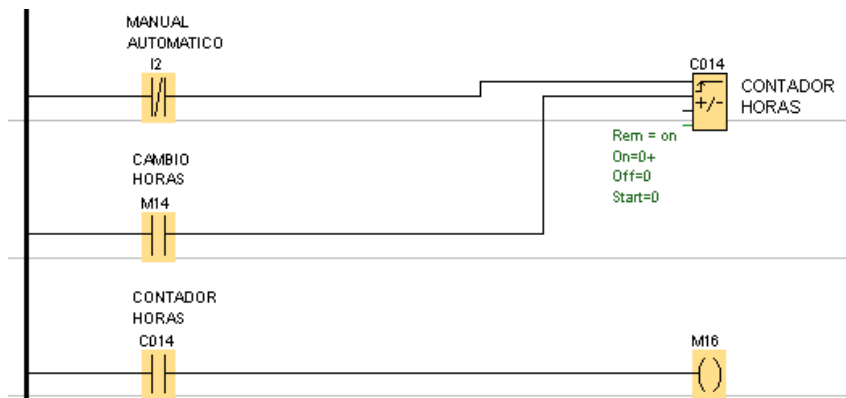 MANUAL
AUTOMATICO
I2
C014
+/-
CONTADOR
HORAS
Rem = on
On=0+
Off=0
Start=0
CAMBIO
HORAS
M14
CONTADOR
HORAS
C014
M16